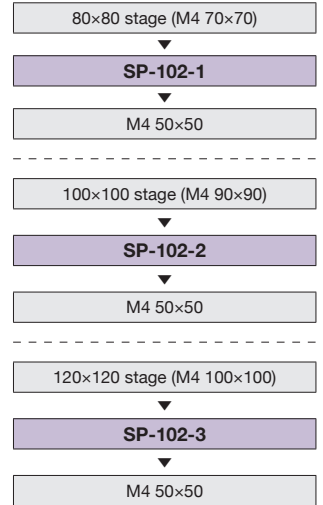 80×80 stage (M4 70×70)
SP-102-1
M4 50×50
100×100 stage (M4 90×90)
SP-102-2
M4 50×50
120×120 stage (M4 100×100)
SP-102-3
M4 50×50